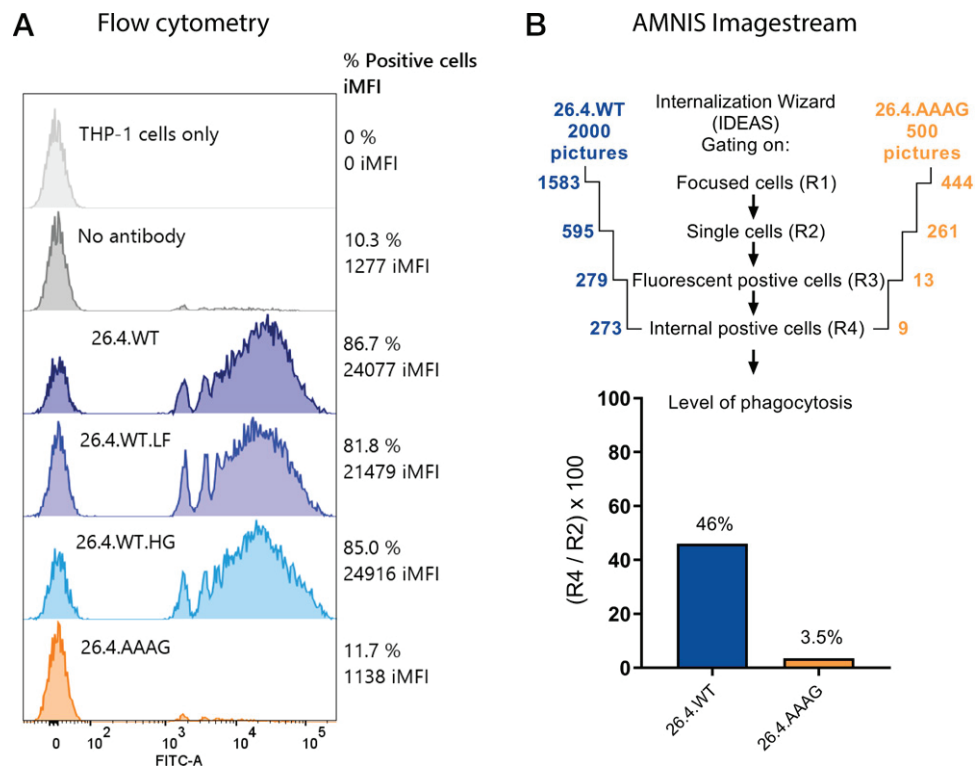 A Flow cytometry
% Positive cells
iMFI
THP-1 cells only
0 %
0 iMFI
No antibody
10.3 %
1277 iMFI
26.4.WT
86.7 %
24077 iMFI
26.4.WT.LF
81.8 %
21479 iMFI
26.4.WT.HG
85.0 %
24916 iMFI
26.4.AAAG
11.7 %
1138 iMFI
0 10² 10³ 10⁴ 10⁵
FITC-A
B AMNIS Imagestream
26.4.WT
2000
pictures
Internalization Wizard
(IDEAS)
Gating on:
26.4.AAAG
500
pictures
1583 Focused cells (R1) 444
595 Single cells (R2) 261
279 Fluorescent postive cells (R3) 13
273 Internal postive cells (R4) 9
Level of phagocytosis
(R4 / R2) x 100
100
80
60
40
20
0
46%
3.5%
26.4.WT
26.4.AAAG